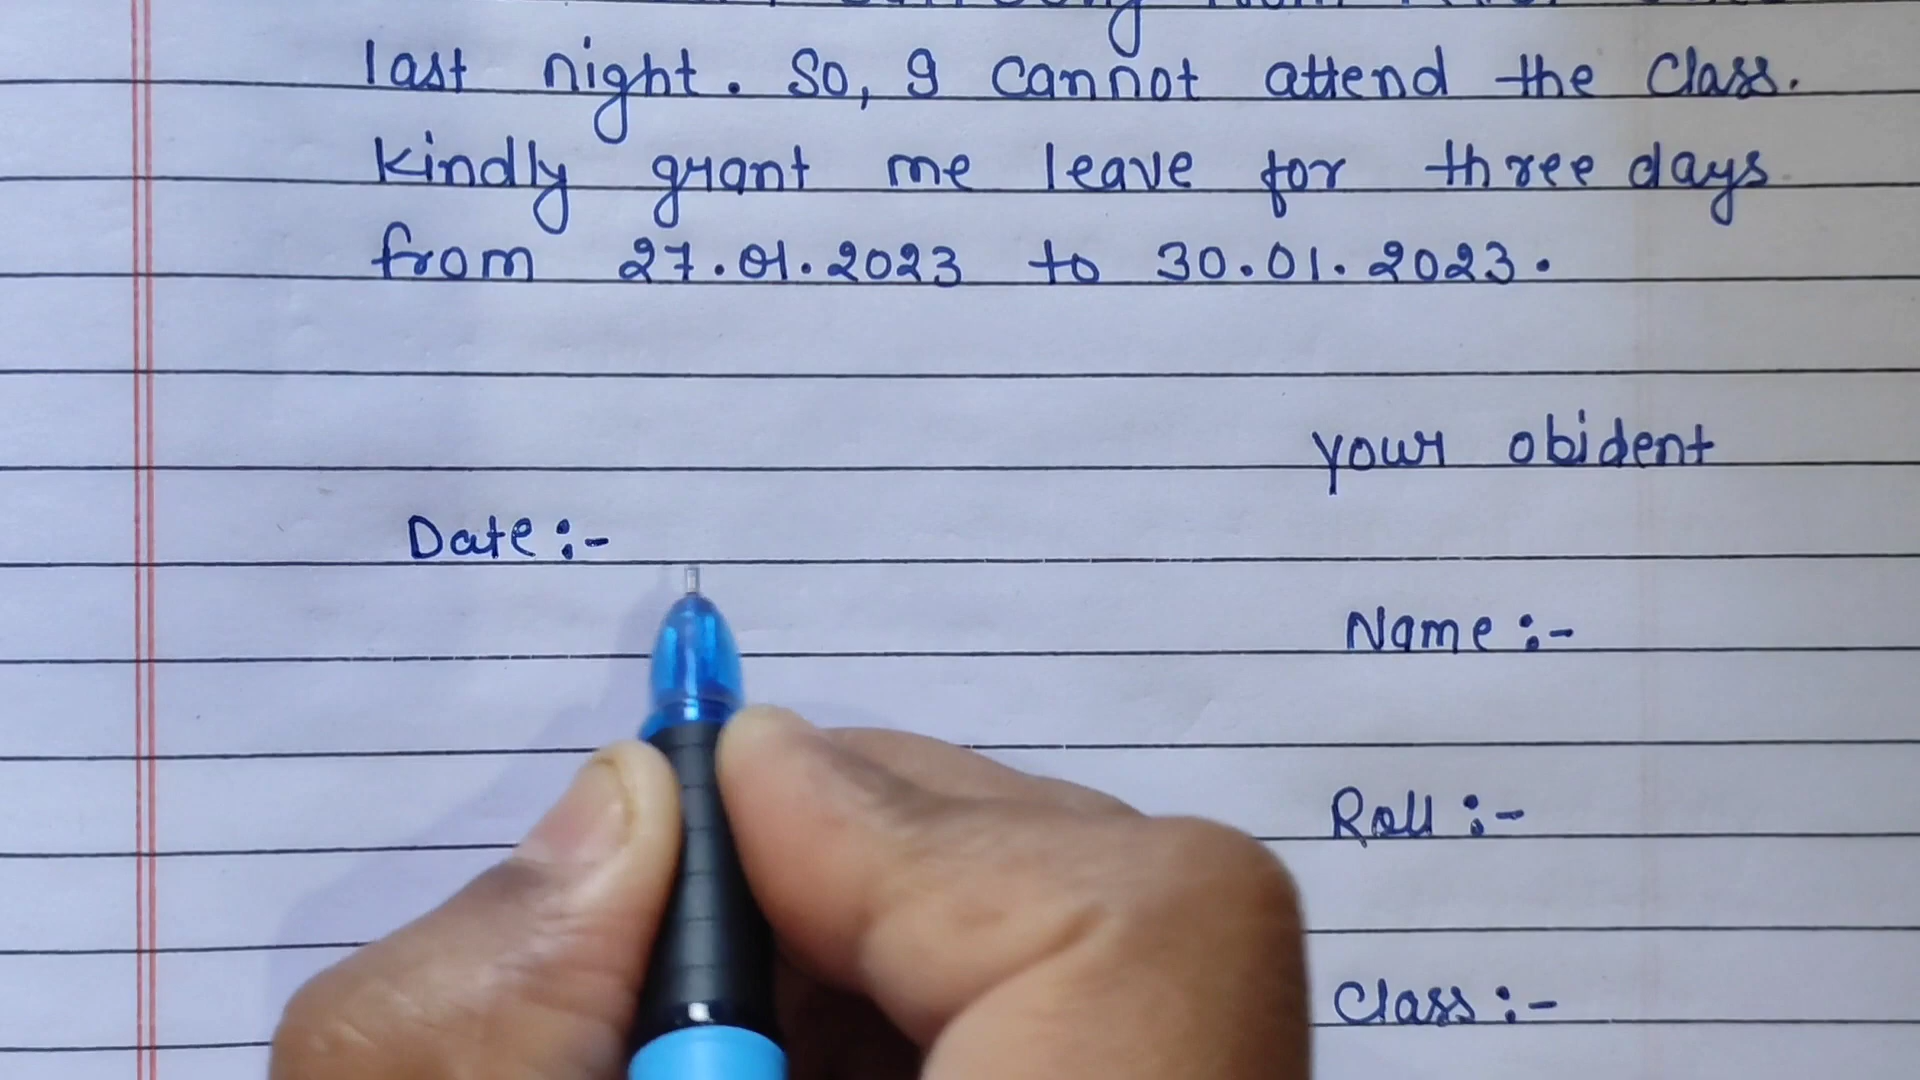 last night. So, I cannot attend the class.
kindly grant me leave for three days
from 27.01.2023 to 30.01.2023.
your obident
Date :-
Name :-
Roll :-
Class :-